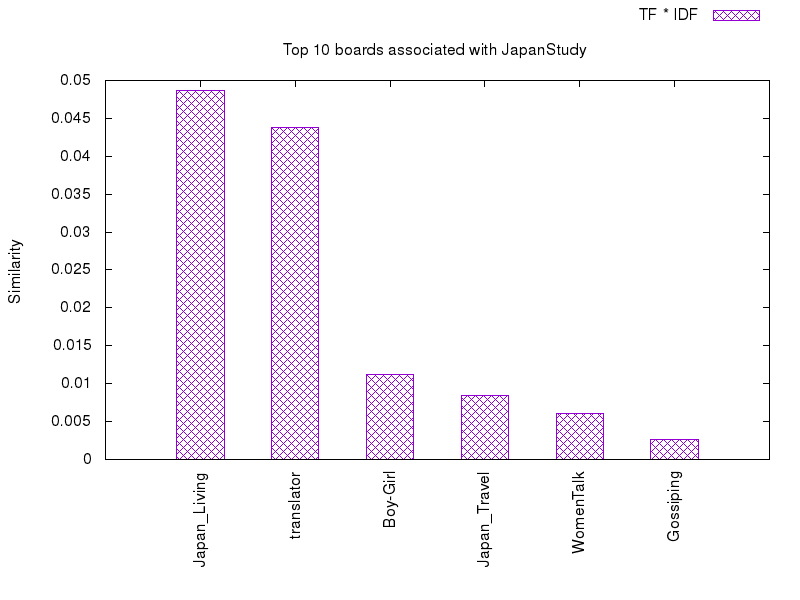 TF * IDF
Top 10 boards associated with JapanStudy
0.05
0.045
0.04
0.035
0.03
0.025
0.02
0.015
0.01
0.005
0
Similarity
Japan_Living
translator
Boy-Girl
Japan_Travel
WomenTalk
Gossiping